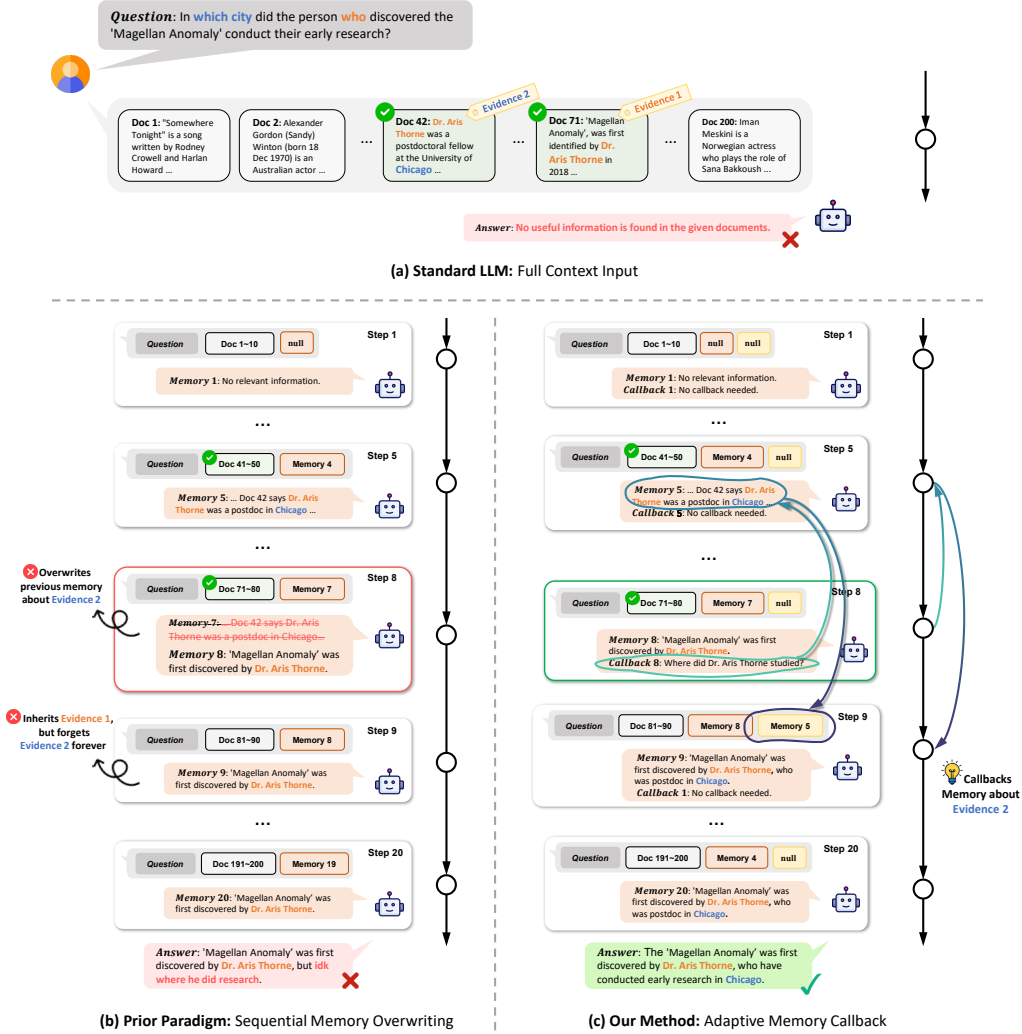 Question: In which city did the person who discovered the
'Magellan Anomaly' conduct their early research?
Evidence 2
Evidence 1
Doc 1: "Somewhere
Tonight" is a song
written by Rodney
Crowell and Harlan
Howard ...
Doc 2: Alexander
Gordon (Sandy)
Winton (born 18
Dec 1970) is an
Australian actor ...
...
Doc 42: Dr. Aris
Thorne was a
postdoctoral fellow
at the University of
Chicago ...
...
Doc 71: 'Magellan
Anomaly', was first
identified by Dr.
Aris Thorne in
2018 ...
...
Doc 200: Iman
Meskini is a
Norwegian actress
who plays the role of
Sana Bakkoush ...
Answer: No useful information is found in the given documents.
(a) Standard LLM: Full Context Input
Step 1
Question Doc 1~10 null
Memory 1: No relevant information.
...
Step 5
Question Doc 41~50 Memory 4
Memory 5: ... Doc 42 says Dr. Aris
Thorne was a postdoc in Chicago ...
...
Overwrites
previous memory
about Evidence 2
Step 8
Question Doc 71~80 Memory 7
Memory 7: ... Doc 42 says Dr. Aris
Thorne was a postdoc in Chicago...
Memory 8: 'Magellan Anomaly' was
first discovered by Dr. Aris Thorne.
Inherits Evidence 1,
but forgets
Evidence 2 forever
Step 9
Question Doc 81~90 Memory 8
Memory 9: 'Magellan Anomaly' was
first discovered by Dr. Aris Thorne.
...
Step 20
Question Doc 191~200 Memory 19
Memory 20: 'Magellan Anomaly' was
first discovered by Dr. Aris Thorne.
Answer: 'Magellan Anomaly' was first
discovered by Dr. Aris Thorne, but idk
where he did research.
(b) Prior Paradigm: Sequential Memory Overwriting
Step 1
Question Doc 1~10 null null
Memory 1: No relevant information.
Callback 1: No callback needed.
...
Step 5
Question Doc 41~50 Memory 4 null
Memory 5: ... Doc 42 says Dr. Aris
Thorne was a postdoc in Chicago ...
Callback 5: No callback needed.
...
Step 8
Question Doc 71~80 Memory 7 null
Memory 8: 'Magellan Anomaly' was first
discovered by Dr. Aris Thorne.
Callback 8: Where did Dr. Aris Thorne studied?
Step 9
Question Doc 81~90 Memory 8 Memory 5
Memory 9: 'Magellan Anomaly' was
first discovered by Dr. Aris Thorne, who
was postdoc in Chicago.
Callback 1: No callback needed.
Callbacks
Memory about
Evidence 2
...
Step 20
Question Doc 191~200 Memory 4 null
Memory 20: 'Magellan Anomaly' was
first discovered by Dr. Aris Thorne, who
was postdoc in Chicago.
Answer: The 'Magellan Anomaly' was first
discovered by Dr. Aris Thorne, who have
conducted early research in Chicago.
(c) Our Method: Adaptive Memory Callback